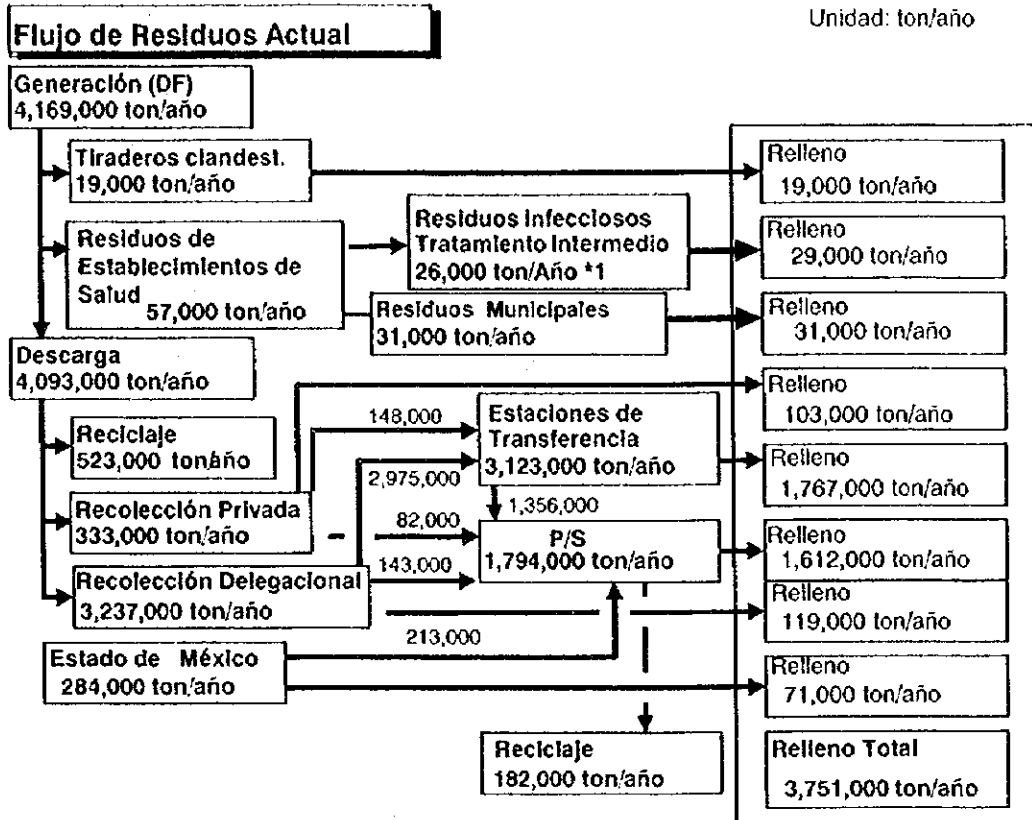 Flujo de Residuos Actual
Unidad: ton/año
Generación (DF)
4,169,000 ton/año
Tiraderos clandest.
19,000 ton/año
Relleno
19,000 ton/año
Residuos de
Establecimientos de
Salud
57,000 ton/año
Residuos Infecciosos
Tratamiento Intermedio
26,000 ton/Año *1
Relleno
29,000 ton/año
Residuos Municipales
31,000 ton/año
Relleno
31,000 ton/año
Descarga
4,093,000 ton/año
Relleno
103,000 ton/año
Reciclaje
523,000 ton/año
148,000
Estaciones de
Transferencia
3,123,000 ton/año
2,975,000
Relleno
1,767,000 ton/año
Recolección Privada
333,000 ton/año
1,356,000
82,000
P/S
1,794,000 ton/año
Relleno
1,612,000 ton/año
Recolección Delegacional
3,237,000 ton/año
143,000
Relleno
119,000 ton/año
213,000
Estado de México
284,000 ton/año
Relleno
71,000 ton/año
Reciclaje
182,000 ton/año
Relleno Total
3,751,000 ton/año